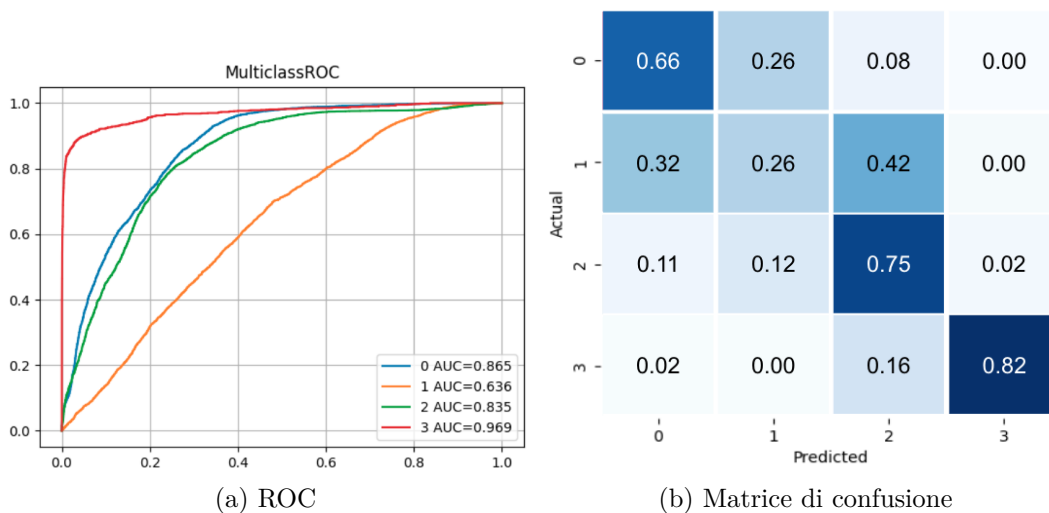 MulticlassROC
1.0
0.8
0.6
0.4
0.2
0.0
0.0 0.2 0.4 0.6 0.8 1.0
0 AUC=0.865
1 AUC=0.636
2 AUC=0.835
3 AUC=0.969
(a) ROC
Actual
0 0.66 0.26 0.08 0.00
1 0.32 0.26 0.42 0.00
2 0.11 0.12 0.75 0.02
3 0.02 0.00 0.16 0.82
0 1 2 3
Predicted
(b) Matrice di confusione